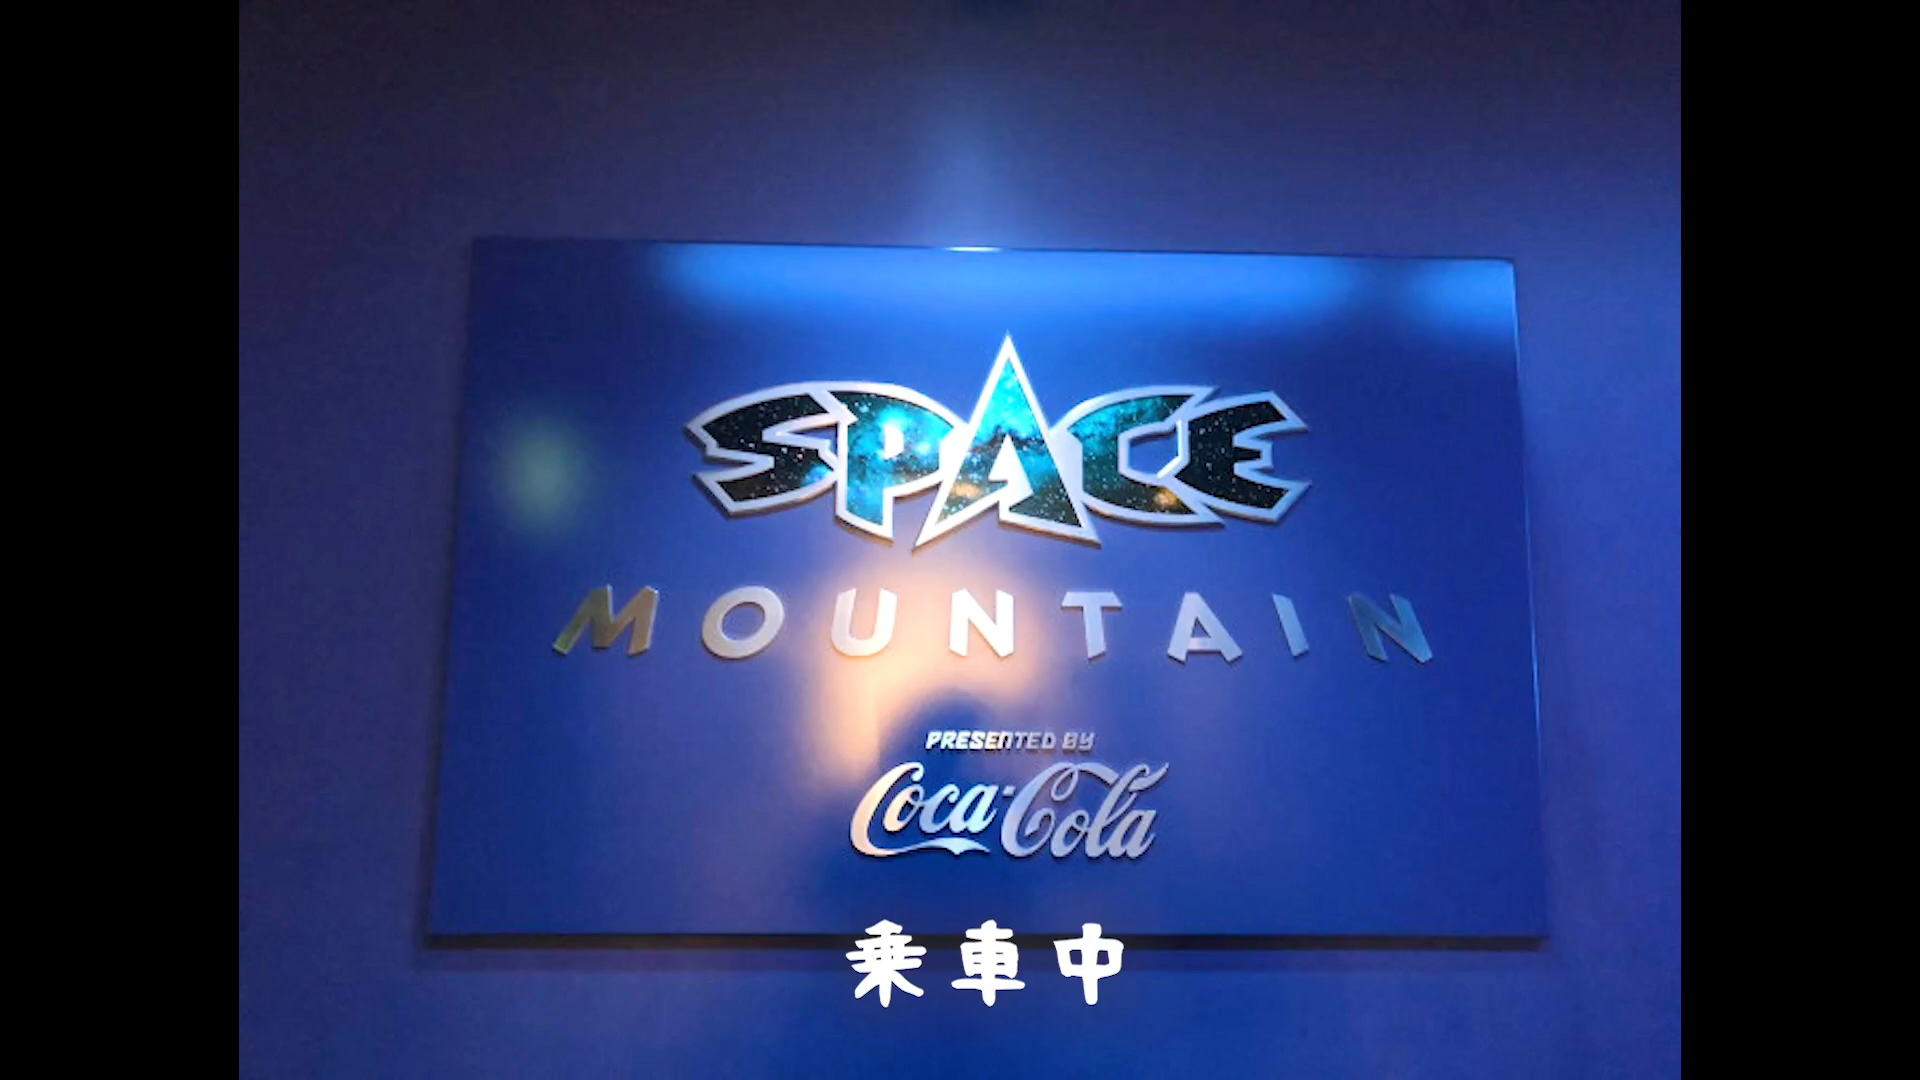 SPACE
MOUNTAIN
PRESENTED BY
Coca-Cola
乗車中